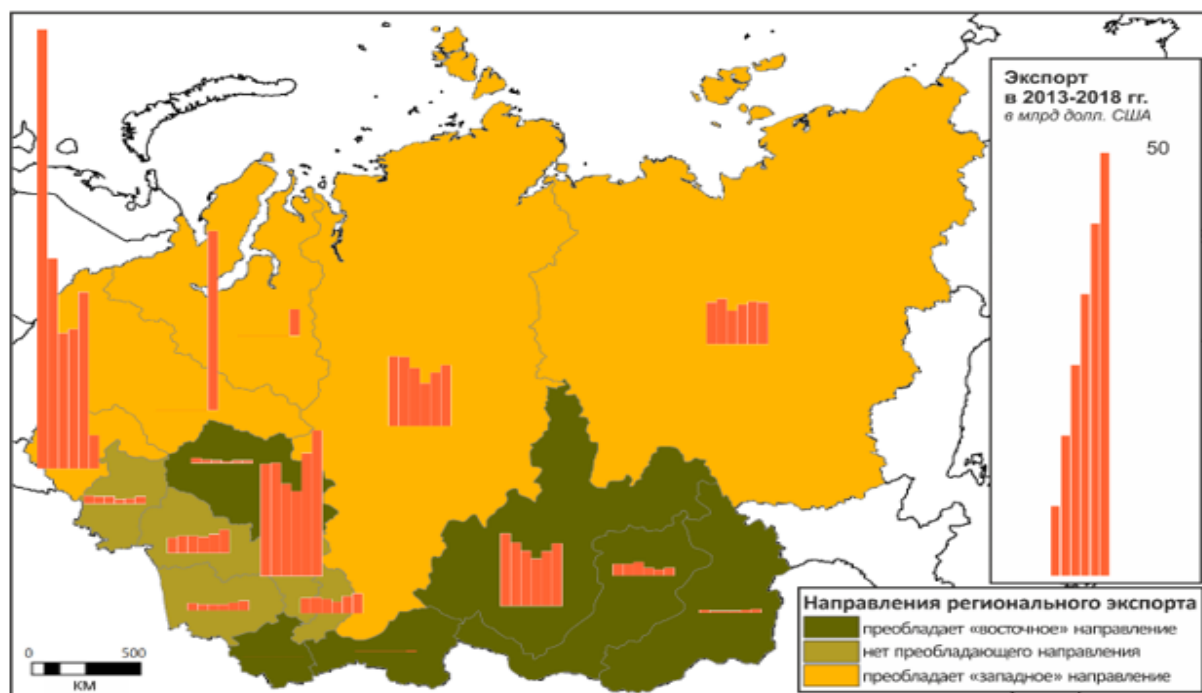 Экспорт
в 2013-2018 гг.
в млрд долл. США
50
Направления регионального экспорта
преобладает «восточное» направление
нет преобладающего направления
преобладает «западное» направление
0 500
км